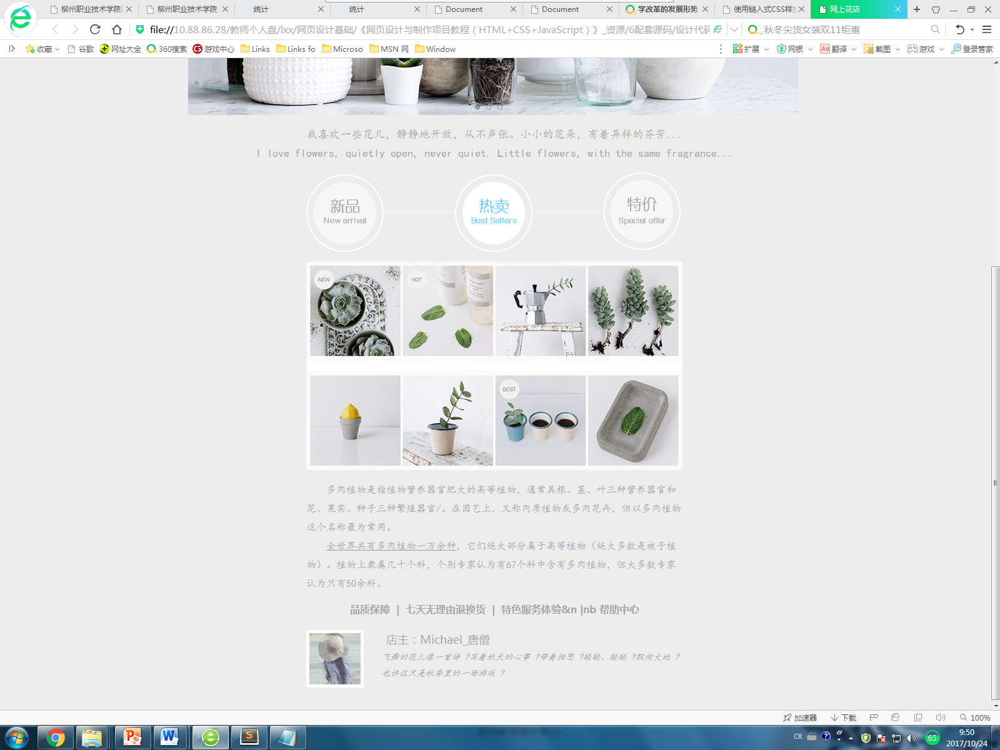 柳州职业技术学院
柳州职业技术学院
统计
统计
Document
Document
学改革的发展形势
使用链入式CSS样式
网上花店
file://10.88.86.28/教师个人盘/lxx/网页设计基础/《网页设计与制作项目教程（HTML+CSS+JavaScript）》_资源/6配套源码/设计代码
秋冬尖货女装双11钜惠
收藏
谷歌
网址大全
360搜索
游戏中心
Links
Links fo
Microso
MSN 网
Window
扩展
网银
翻译
截图
游戏
登录管家
我喜欢一些花儿，静静地开放，从不声张。小小的花朵，有着异样的芬芳...
I love flowers, quietly open, never quiet. Little flowers, with the same fragrance...
新品
New arrival
热卖
Best Sellers
特价
Special offer
NEW
HOT
BEST
多肉植物是指植物营养器官肥大的高等植物，通常具根、茎、叶三种营养器官和
花、果实、种子三种繁殖器官/。在园艺上，又称肉质植物或多肉花卉，但以多肉植物
这个名称最为常用。
全世界共有多肉植物一万余种，它们绝大部分属于高等植物（绝大多数是被子植
物）。植物上隶属几十个科，个别专家认为有67个科中含有多肉植物，但大多数专家
认为只有50余科。
品质保障 | 七天无理由退换货 | 特色服务体验&n |nb 帮助中心
店主：Michael_唐僧
飞舞的花儿像一首诗 ?写着秋天的心事 ?带着相思 ?轻轻、轻轻 ?飘向大地 ?
也许这只是秋季里的一场游戏 ?
加速器
下载
100%
CH
65
9:50
2017/10/24